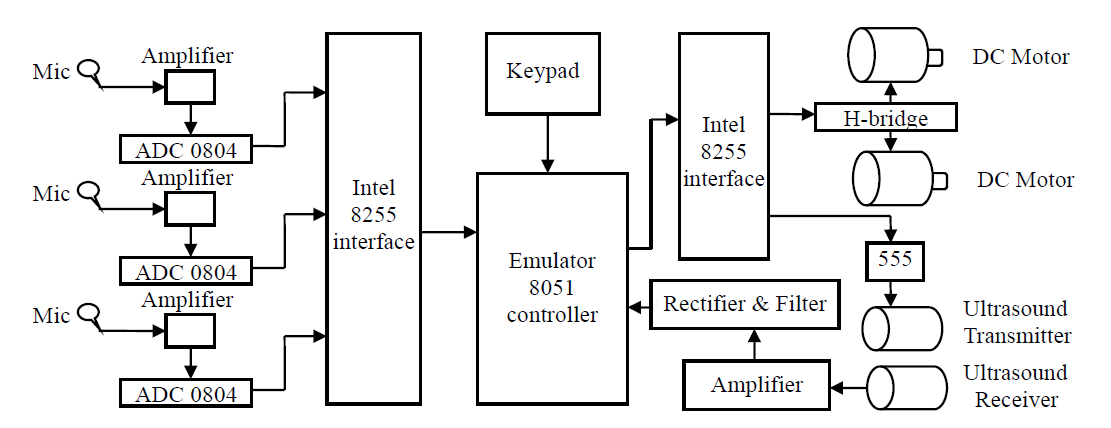 Mic
Amplifier
ADC 0804
Mic
Amplifier
ADC 0804
Mic
Amplifier
ADC 0804
Intel
8255
interface
Keypad
Emulator
8051
controller
Intel
8255
interface
H-bridge
DC Motor
DC Motor
555
Rectifier & Filter
Amplifier
Ultrasound
Transmitter
Ultrasound
Receiver